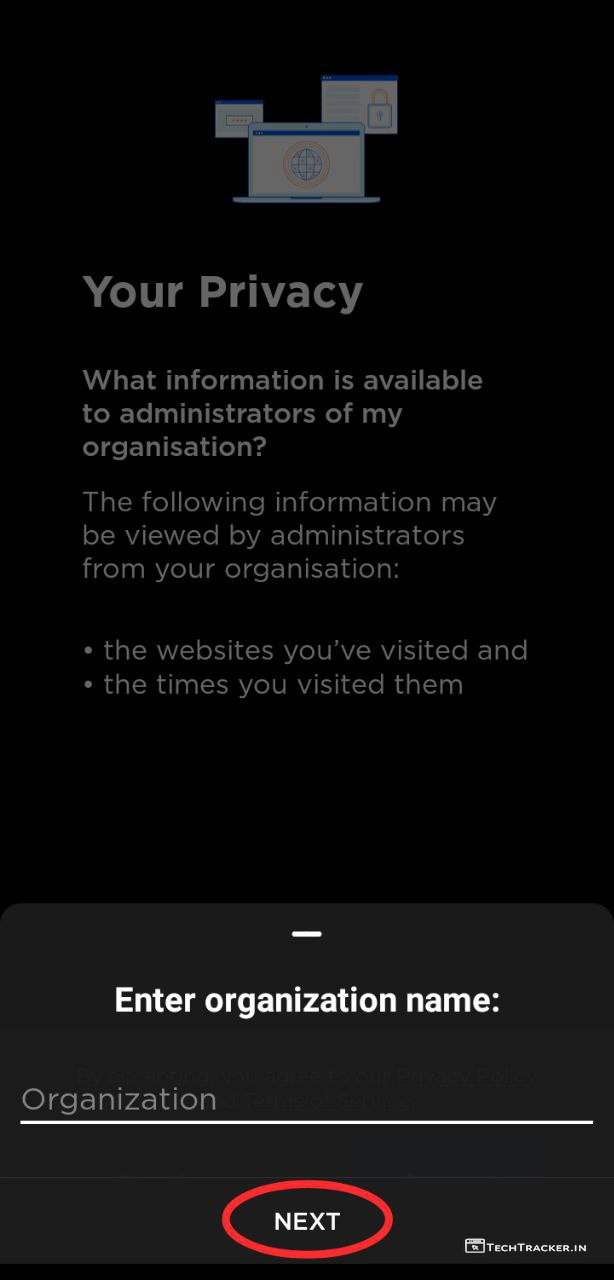 Your Privacy
What information is available
to administrators of my
organisation?
The following information may
be viewed by administrators
from your organisation:
• the websites you’ve visited and
• the times you visited them
Enter organization name:
By accepting, you agree to our Privacy Policy
Organization
Terms of Service
NEXT
TechTracker.in